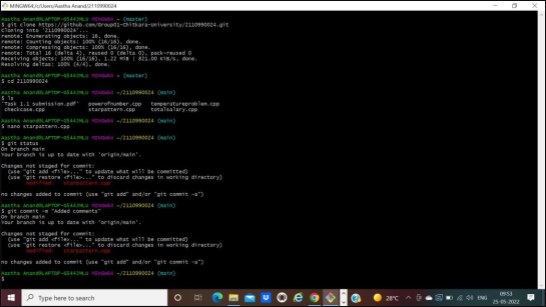 MINGW64:/c/Users/Aastha Anand/2110990024
Aastha Anand@LAPTOP-G544JMLU MINGW64 ~ (master)
$ git clone https://github.com/Group01-Chitkara-University/2110990024.git
Cloning into '2110990024'...
remote: Enumerating objects: 16, done.
remote: Counting objects: 100% (16/16), done.
remote: Compressing objects: 100% (16/16), done.
remote: Total 16 (delta 4), reused 0 (delta 0), pack-reused 0
Receiving objects: 100% (16/16), 1.22 MiB | 821.00 KiB/s, done.
Resolving deltas: 100% (4/4), done.
Aastha Anand@LAPTOP-G544JMLU MINGW64 ~ (master)
$ cd 2110990024
Aastha Anand@LAPTOP-G544JMLU MINGW64 ~/2110990024 (main)
$ ls
'Task 1.1 submission.pdf' powerofnumber.cpp temperatureproblem.cpp
checkcase.cpp starpattern.cpp totalsalary.cpp
Aastha Anand@LAPTOP-G544JMLU MINGW64 ~/2110990024 (main)
$ nano starpattern.cpp
Aastha Anand@LAPTOP-G544JMLU MINGW64 ~/2110990024 (main)
$ git status
On branch main
Your branch is up to date with 'origin/main'.
Changes not staged for commit:
(use "git add <file>..." to update what will be committed)
(use "git restore <file>..." to discard changes in working directory)
modified: starpattern.cpp
no changes added to commit (use "git add" and/or "git commit -a")
Aastha Anand@LAPTOP-G544JMLU MINGW64 ~/2110990024 (main)
$ git commit -m "Added comments"
On branch main
Your branch is up to date with 'origin/main'.
Changes not staged for commit:
(use "git add <file>..." to update what will be committed)
(use "git restore <file>..." to discard changes in working directory)
modified: starpattern.cpp
no changes added to commit (use "git add" and/or "git commit -a")
Aastha Anand@LAPTOP-G544JMLU MINGW64 ~/2110990024 (main)
$
Type here to search
28°C
ENG
09:53
25-05-2022